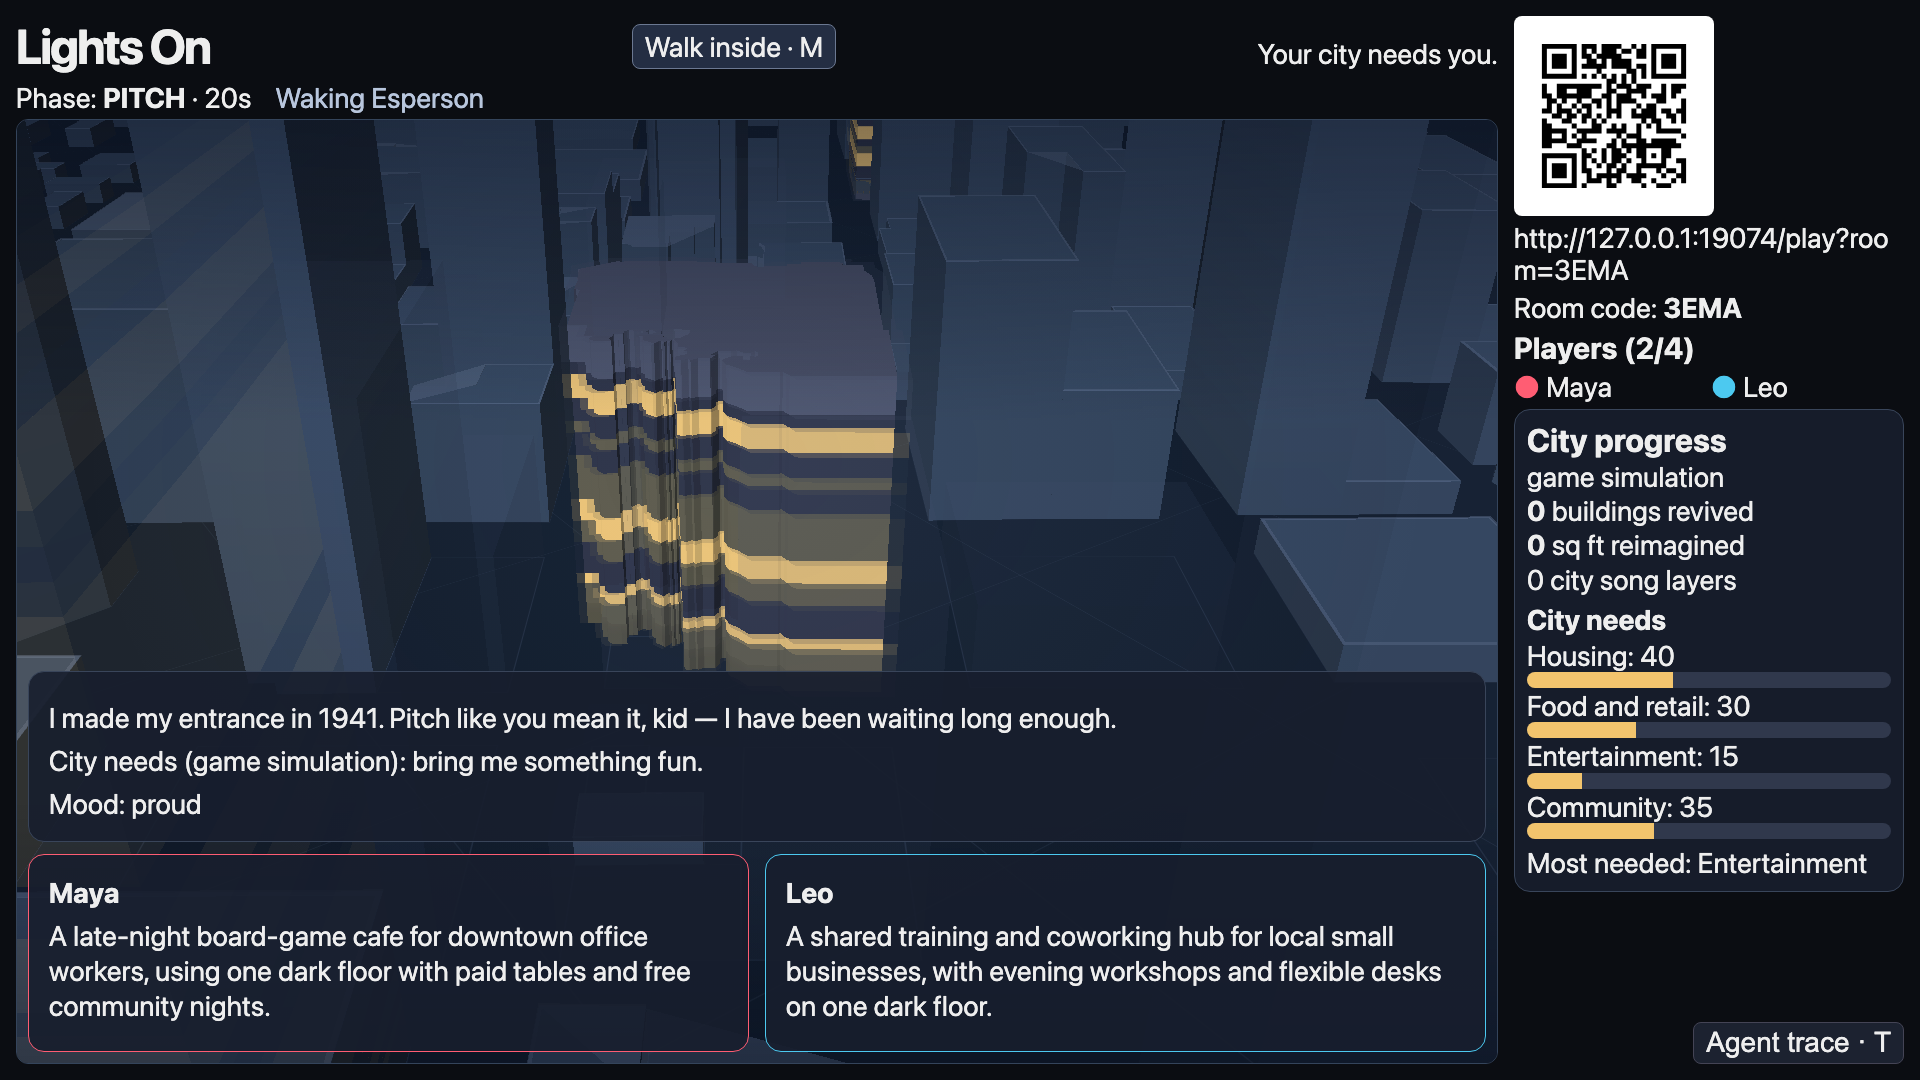 Lights On
Walk inside · M
Your city needs you.
Phase: PITCH · 20s Waking Esperson
http://127.0.0.1:19074/play?roo
m=3EMA
Room code: 3EMA
Players (2/4)
Maya
Leo
City progress
game simulation
0 buildings revived
0 sq ft reimagined
0 city song layers
City needs
Housing: 40
Food and retail: 30
Entertainment: 15
Community: 35
Most needed: Entertainment
I made my entrance in 1941. Pitch like you mean it, kid — I have been waiting long enough.
City needs (game simulation): bring me something fun.
Mood: proud
Maya
A late-night board-game cafe for downtown office
workers, using one dark floor with paid tables and free
community nights.
Leo
A shared training and coworking hub for local small
businesses, with evening workshops and flexible desks
on one dark floor.
Agent trace · T